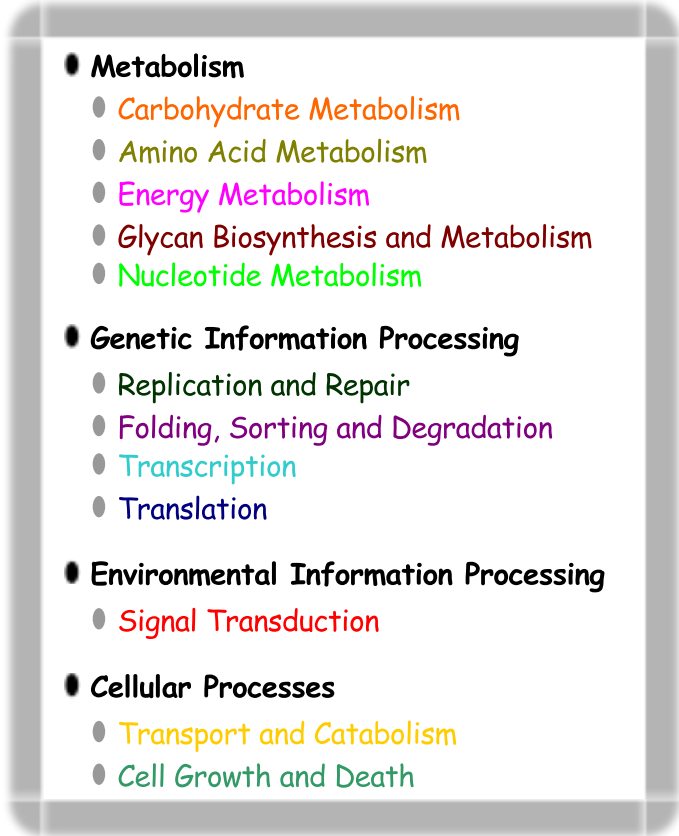 Metabolism
Carbohydrate Metabolism
Amino Acid Metabolism
Energy Metabolism
Glycan Biosynthesis and Metabolism
Nucleotide Metabolism
Genetic Information Processing
Replication and Repair
Folding, Sorting and Degradation
Transcription
Translation
Environmental Information Processing
Signal Transduction
Cellular Processes
Transport and Catabolism
Cell Growth and Death